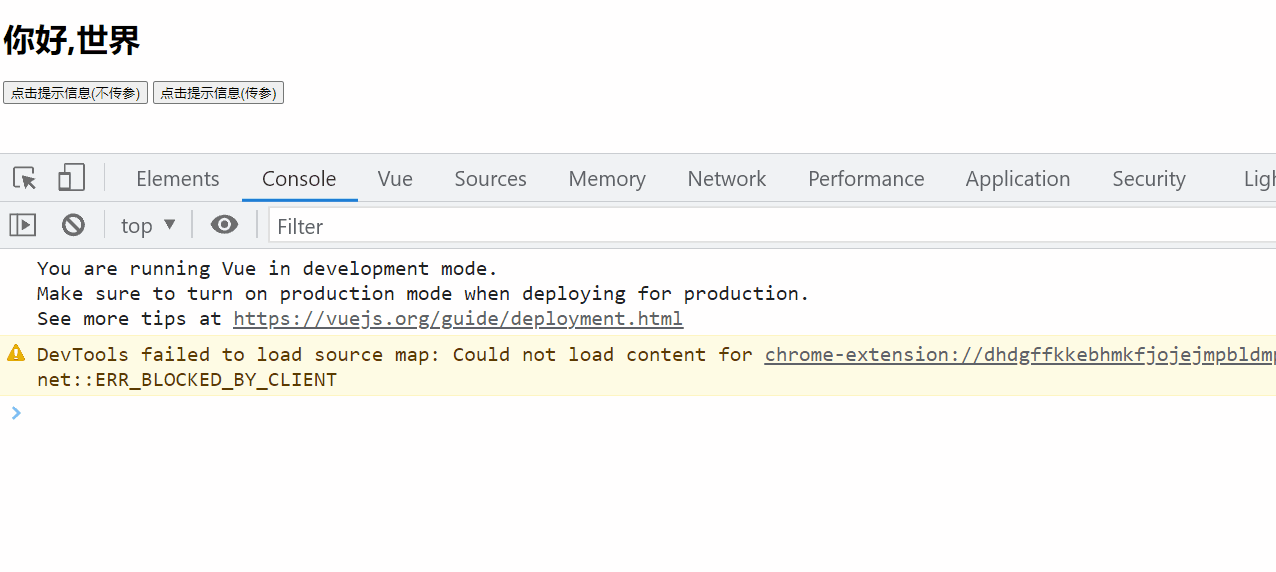 你好,世界
点击提示信息(不传参) 点击提示信息(传参)
Elements Console Vue Sources Memory Network Performance Application Security Ligh
top Filter
You are running Vue in development mode.
Make sure to turn on production mode when deploying for production.
See more tips at https://vuejs.org/guide/deployment.html
DevTools failed to load source map: Could not load content for chrome-extension://dhdgffkkebhmkfjojejmpbldmp
net::ERR_BLOCKED_BY_CLIENT